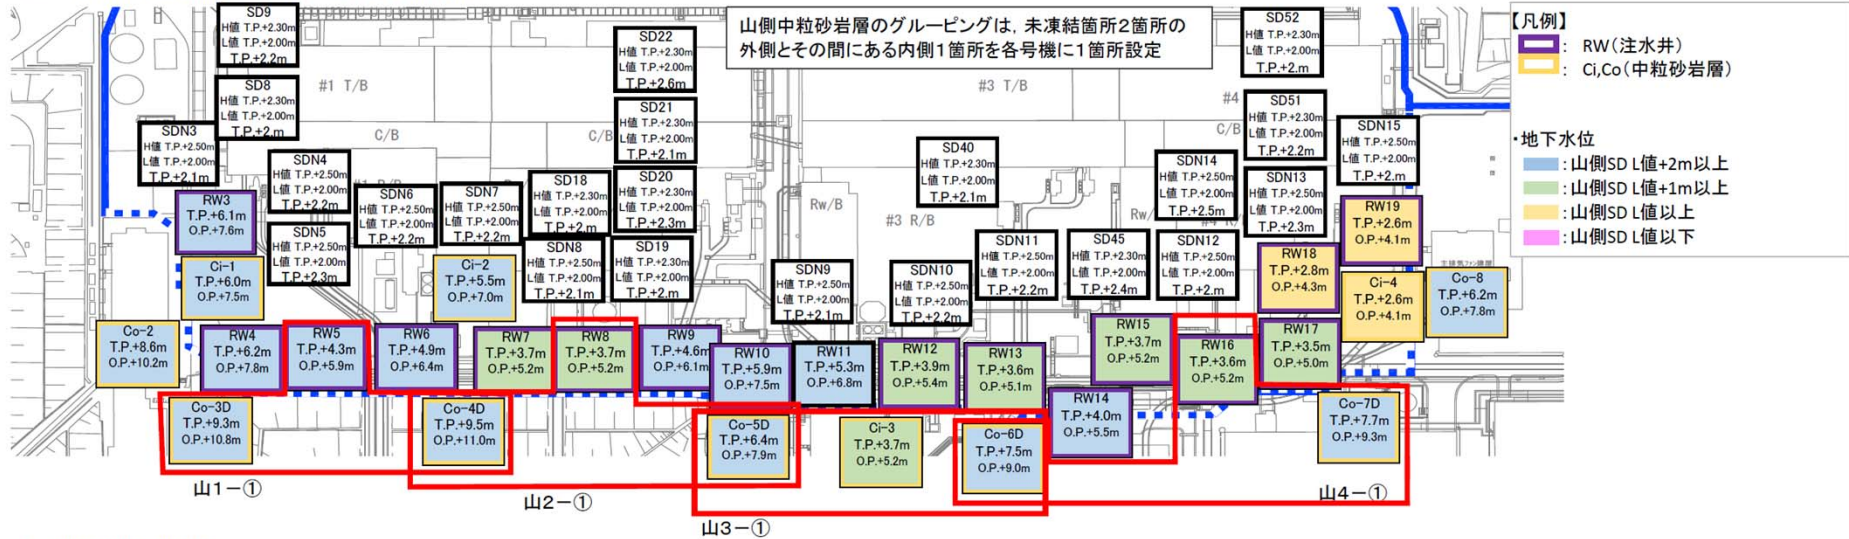 山側中粒砂岩層のグルーピングは，未凍結箇所2箇所の
外側とその間にある内側1箇所を各号機に1箇所設定
【凡例】
： RW(注水井)
： Ci,Co(中粒砂岩層)
・地下水位
：山側SD L値+2m以上
：山側SD L値+1m以上
：山側SD L値以上
：山側SD L値以下
SD9
H値 T.P.+2.30m
L値 T.P.+2.00m
T.P.+2.2m
SD8
H値 T.P.+2.30m
L値 T.P.+2.00m
T.P.+2.m
SDN3
H値 T.P.+2.50m
L値 T.P.+2.00m
T.P.+2.1m
SDN4
H値 T.P.+2.50m
L値 T.P.+2.00m
T.P.+2.2m
SDN5
H値 T.P.+2.50m
L値 T.P.+2.00m
T.P.+2.3m
SDN6
H値 T.P.+2.50m
L値 T.P.+2.00m
T.P.+2.2m
SDN7
H値 T.P.+2.50m
L値 T.P.+2.00m
T.P.+2.2m
SD18
H値 T.P.+2.30m
L値 T.P.+2.00m
T.P.+2.m
SDN8
H値 T.P.+2.50m
L値 T.P.+2.00m
T.P.+2.1m
SD22
H値 T.P.+2.30m
L値 T.P.+2.00m
T.P.+2.6m
SD21
H値 T.P.+2.30m
L値 T.P.+2.00m
T.P.+2.1m
SD20
H値 T.P.+2.30m
L値 T.P.+2.00m
T.P.+2.3m
SD19
H値 T.P.+2.30m
L値 T.P.+2.00m
T.P.+2.m
SDN9
H値 T.P.+2.50m
L値 T.P.+2.00m
T.P.+2.1m
SD40
H値 T.P.+2.30m
L値 T.P.+2.00m
T.P.+2.1m
SDN10
H値 T.P.+2.50m
L値 T.P.+2.00m
T.P.+2.2m
SDN11
H値 T.P.+2.50m
L値 T.P.+2.00m
T.P.+2.2m
SD45
H値 T.P.+2.30m
L値 T.P.+2.00m
T.P.+2.4m
SDN14
H値 T.P.+2.50m
L値 T.P.+2.00m
T.P.+2.5m
SDN12
H値 T.P.+2.50m
L値 T.P.+2.00m
T.P.+2.m
SD52
H値 T.P.+2.30m
L値 T.P.+2.00m
T.P.+2.m
SD51
H値 T.P.+2.30m
L値 T.P.+2.00m
T.P.+2.2m
SDN13
H値 T.P.+2.50m
L値 T.P.+2.00m
T.P.+2.3m
SDN15
H値 T.P.+2.50m
L値 T.P.+2.00m
T.P.+2.m
#1 T/B
C/B
C/B
#3 T/B
#4
C/B
Rw/B
#3 R/B
Rw/
RW3
T.P.+6.1m
O.P.+7.6m
Ci-1
T.P.+6.0m
O.P.+7.5m
Ci-2
T.P.+5.5m
O.P.+7.0m
Co-2
T.P.+8.6m
O.P.+10.2m
RW4
T.P.+6.2m
O.P.+7.8m
RW5
T.P.+4.3m
O.P.+5.9m
RW6
T.P.+4.9m
O.P.+6.4m
RW7
T.P.+3.7m
O.P.+5.2m
RW8
T.P.+3.7m
O.P.+5.2m
RW9
T.P.+4.6m
O.P.+6.1m
RW10
T.P.+5.9m
O.P.+7.5m
RW11
T.P.+5.3m
O.P.+6.8m
RW12
T.P.+3.9m
O.P.+5.4m
RW13
T.P.+3.6m
O.P.+5.1m
RW14
T.P.+4.0m
O.P.+5.5m
RW15
T.P.+3.7m
O.P.+5.2m
RW16
T.P.+3.6m
O.P.+5.2m
RW17
T.P.+3.5m
O.P.+5.0m
RW18
T.P.+2.8m
O.P.+4.3m
RW19
T.P.+2.6m
O.P.+4.1m
Ci-4
T.P.+2.6m
O.P.+4.1m
Co-8
T.P.+6.2m
O.P.+7.8m
Co-3D
T.P.+9.3m
O.P.+10.8m
Co-4D
T.P.+9.5m
O.P.+11.0m
Co-5D
T.P.+6.4m
O.P.+7.9m
Ci-3
T.P.+3.7m
O.P.+5.2m
Co-6D
T.P.+7.5m
O.P.+9.0m
Co-7D
T.P.+7.7m
O.P.+9.3m
山1－①
山2－①
山3－①
山4－①